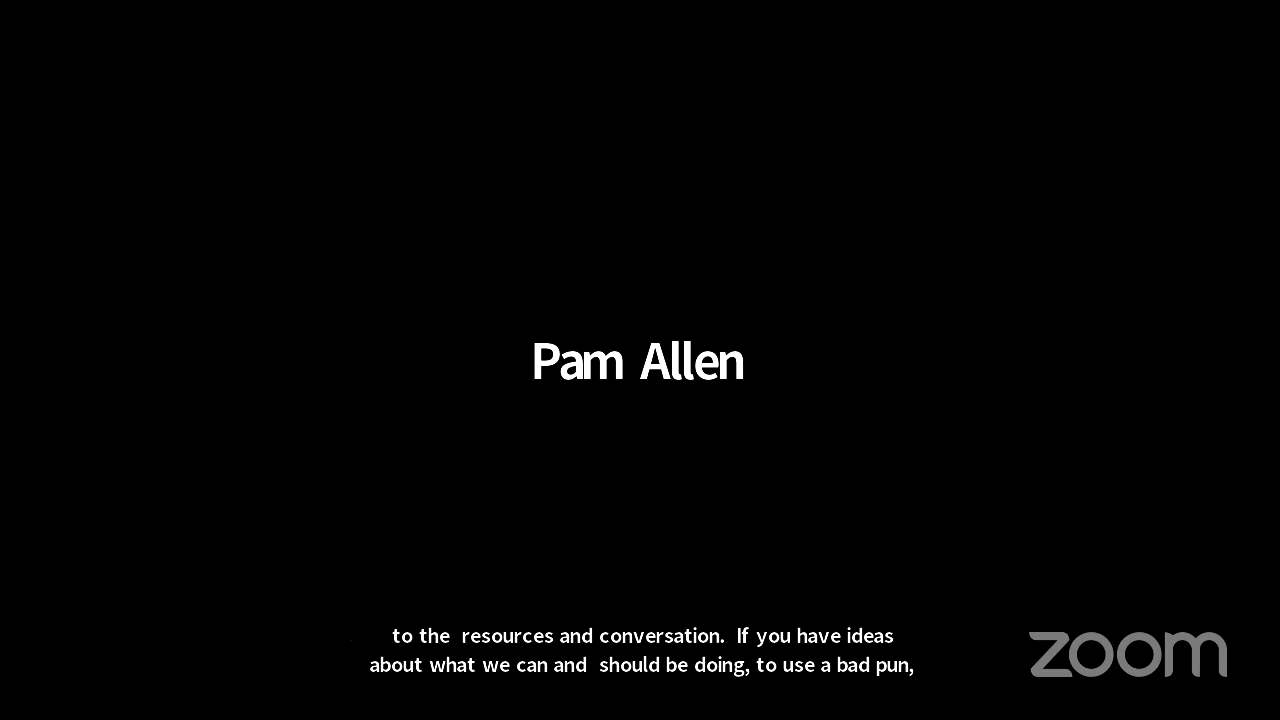 Pam Allen
to the resources and conversation. If you have ideas
about what we can and should be doing, to use a bad pun,
zoom